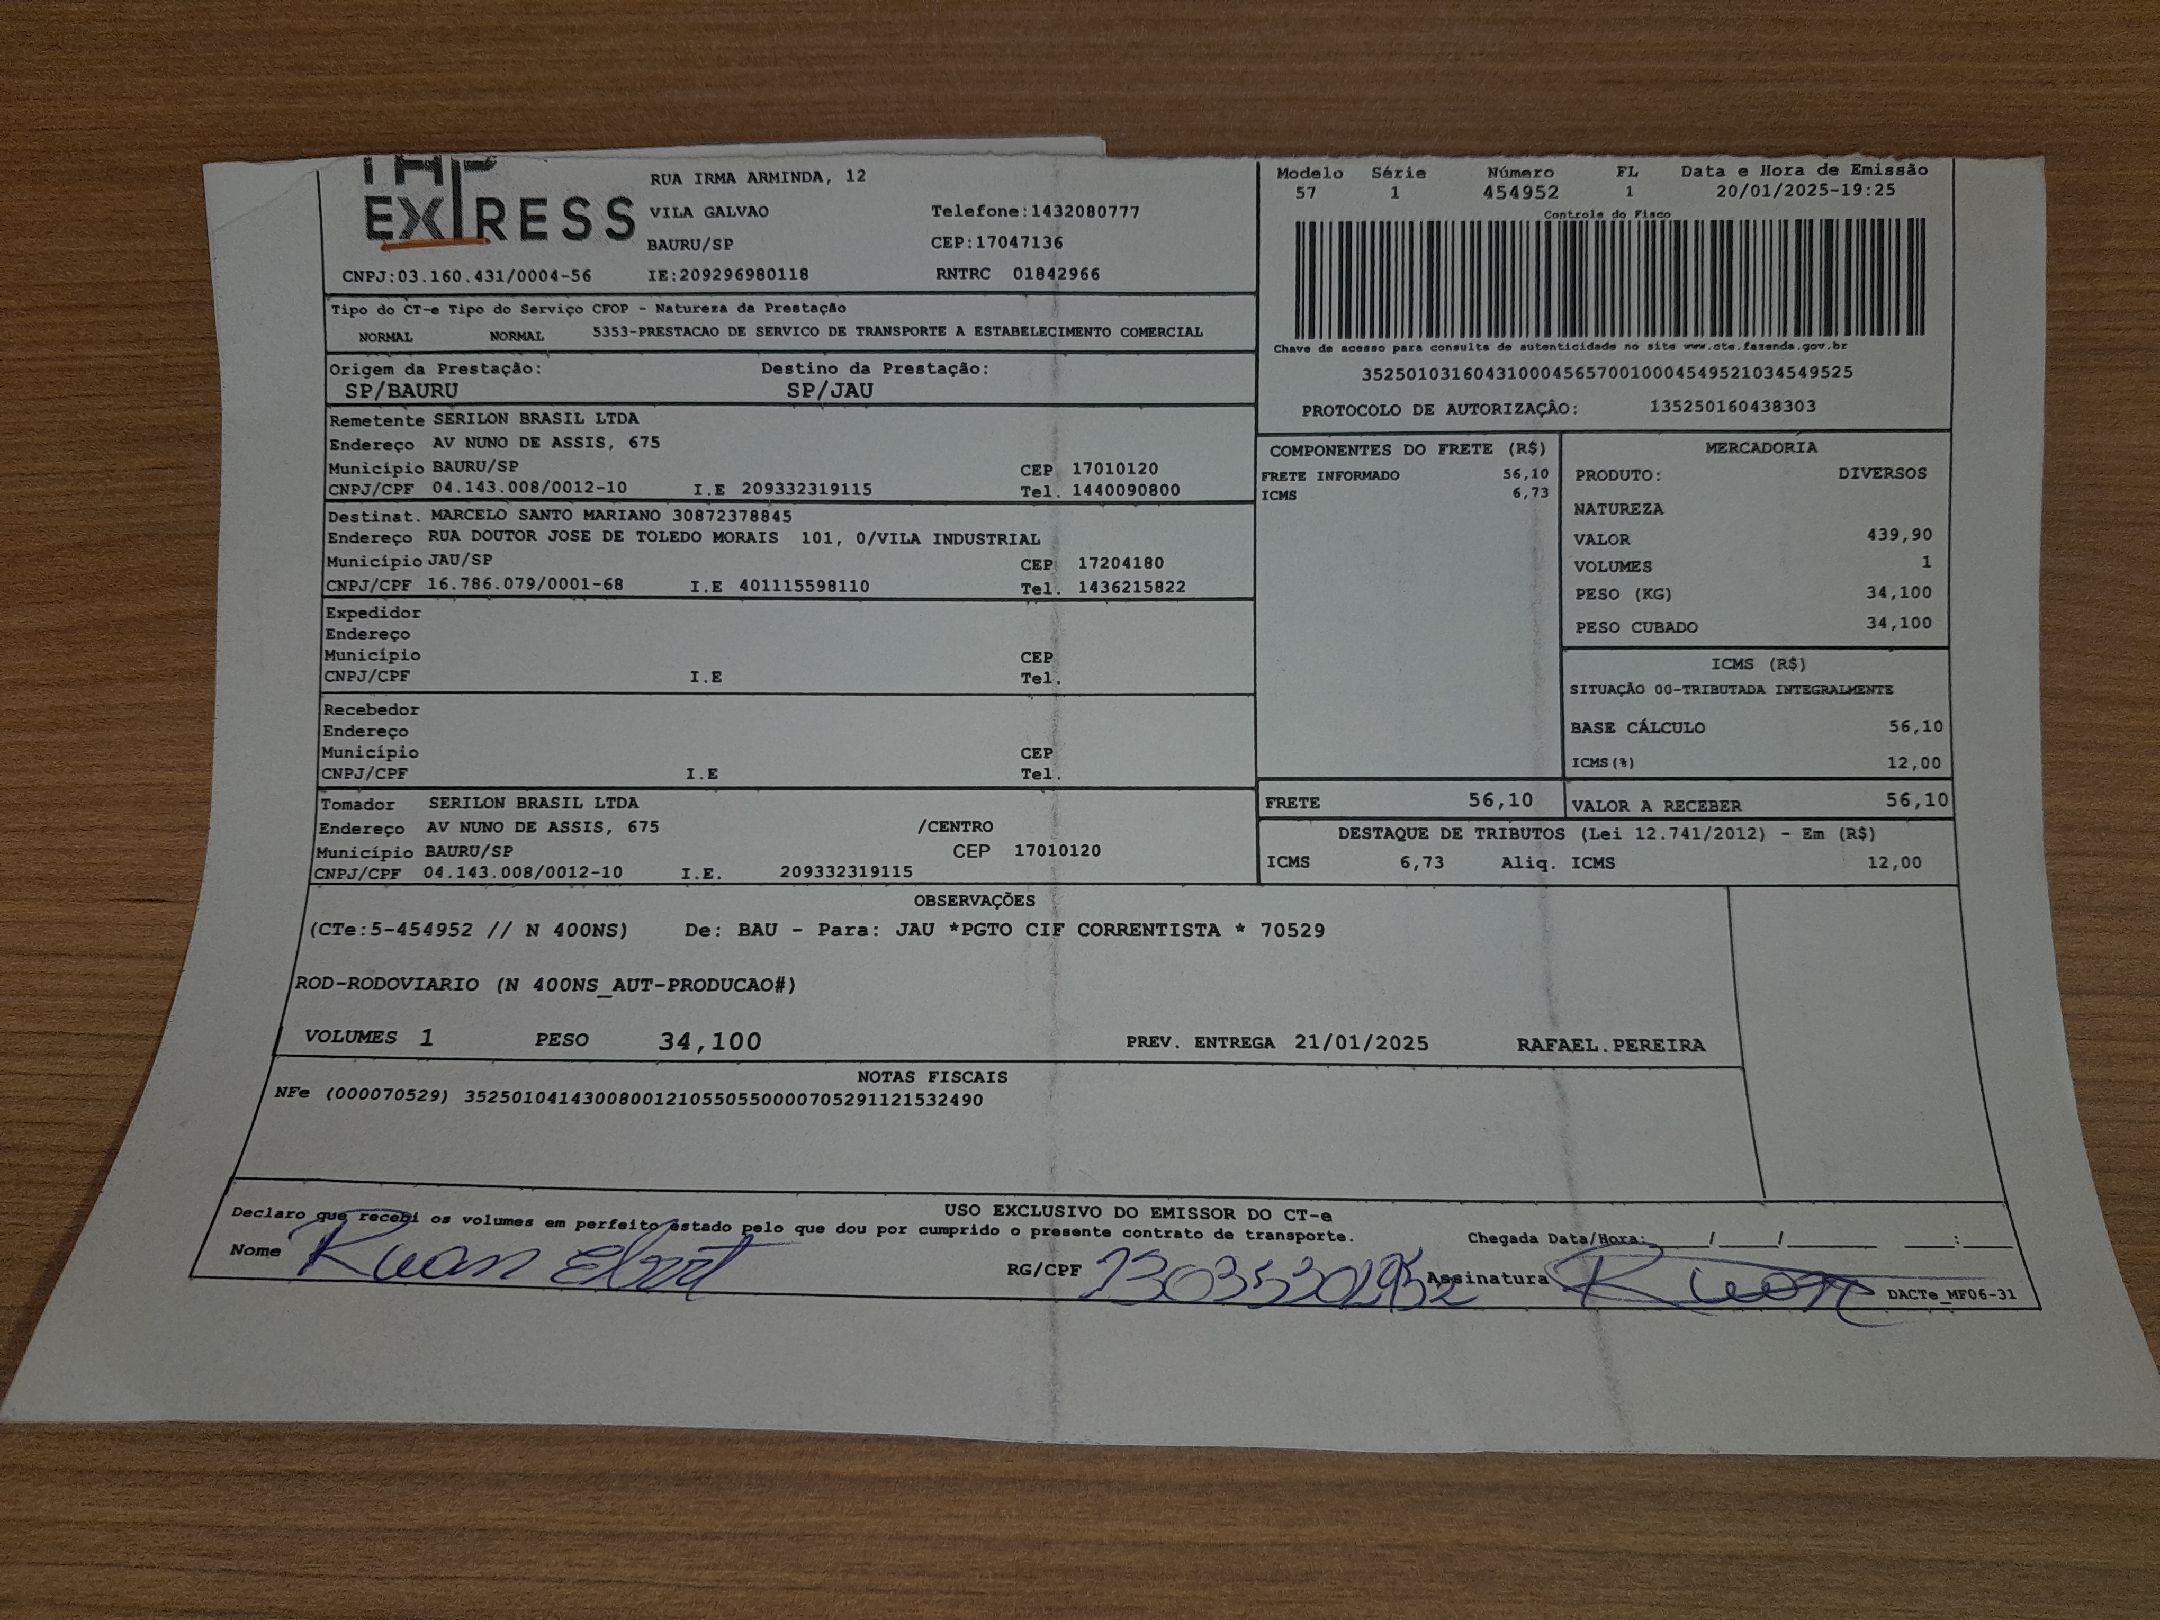 EXPRESS
RUA IRMA ARMINDA, 12
VILA GALVAO Telefone:1432080777
BAURU/SP CEP:17047136
CNPJ:03.160.431/0004-56 IE:209296980118 RNTRC 01842966
Modelo Série Número FL Data e Hora de Emissão
57 1 454952 1 20/01/2025-19:25
Controle do Fisco
Chave de acesso para consulta de autenticidade no site www.cte.fazenda.gov.br
35250103160431000456570010004549521034549525
PROTOCOLO DE AUTORIZAÇÂO: 135250160438303
Tipo do CT-e Tipo do Serviço CFOP - Natureza da Prestação
NORMAL NORMAL 5353-PRESTACAO DE SERVICO DE TRANSPORTE A ESTABELECIMENTO COMERCIAL
Origem da Prestação: Destino da Prestação:
SP/BAURU SP/JAU
Remetente SERILON BRASIL LTDA
Endereço AV NUNO DE ASSIS, 675
Município BAURU/SP CEP 17010120
CNPJ/CPF 04.143.008/0012-10 I.E 209332319115 Tel. 1440090800
Destinat. MARCELO SANTO MARIANO 30872378845
Endereço RUA DOUTOR JOSE DE TOLEDO MORAIS 101, 0/VILA INDUSTRIAL
Município JAU/SP CEP 17204180
CNPJ/CPF 16.786.079/0001-68 I.E 401115598110 Tel. 1436215822
Expedidor
Endereço
Município CEP
CNPJ/CPF I.E Tel.
Recebedor
Endereço
Município CEP
CNPJ/CPF I.E Tel.
Tomador SERILON BRASIL LTDA
Endereço AV NUNO DE ASSIS, 675 /CENTRO
Município BAURU/SP CEP 17010120
CNPJ/CPF 04.143.008/0012-10 I.E. 209332319115
COMPONENTES DO FRETE (R$)
FRETE INFORMADO 56,10
ICMS 6,73
MERCADORIA
PRODUTO: DIVERSOS
NATUREZA
VALOR 439,90
VOLUMES 1
PESO (KG) 34,100
PESO CUBADO 34,100
ICMS (R$)
SITUAÇÃO 00-TRIBUTADA INTEGRALMENTE
BASE CÁLCULO 56,10
ICMS(%) 12,00
FRETE 56,10 VALOR A RECEBER 56,10
DESTAQUE DE TRIBUTOS (Lei 12.741/2012) - Em (R$)
ICMS 6,73 Aliq. ICMS 12,00
OBSERVAÇÕES
(CTe:5-454952 // N 400NS) De: BAU - Para: JAU *PGTO CIF CORRENTISTA * 70529
ROD-RODOVIARIO (N 400NS_AUT-PRODUCAO#)
VOLUMES 1 PESO 34,100 PREV. ENTREGA 21/01/2025 RAFAEL.PEREIRA
NOTAS FISCAIS
NFe (000070529) 35250104143008001210550550000705291121532490
USO EXCLUSIVO DO EMISSOR DO CT-e
Declaro que recebi os volumes em perfeito estado pelo que dou por cumprido o presente contrato de transporte.
Chegada Data/Hora: ____/____/______ ___:___
Nome Ruan RG/CPF Assinatura Ruan
DACTe_MF06-31